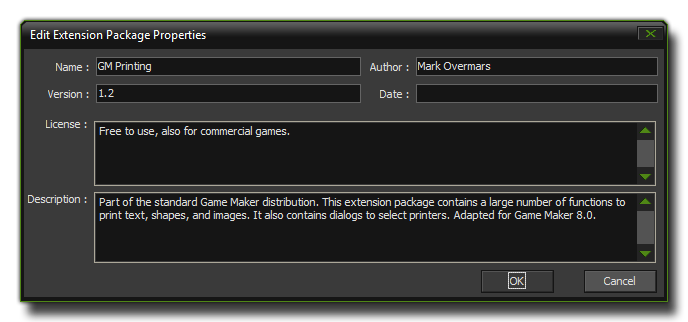 Edit Extension Package Properties
Name : GM Printing Author : Mark Overmars
Version : 1.2 Date :
License : Free to use, also for commercial games.
Description : Part of the standard Game Maker distribution. This extension package contains a large number of functions to
print text, shapes, and images. It also contains dialogs to select printers. Adapted for Game Maker 8.0.
OK Cancel